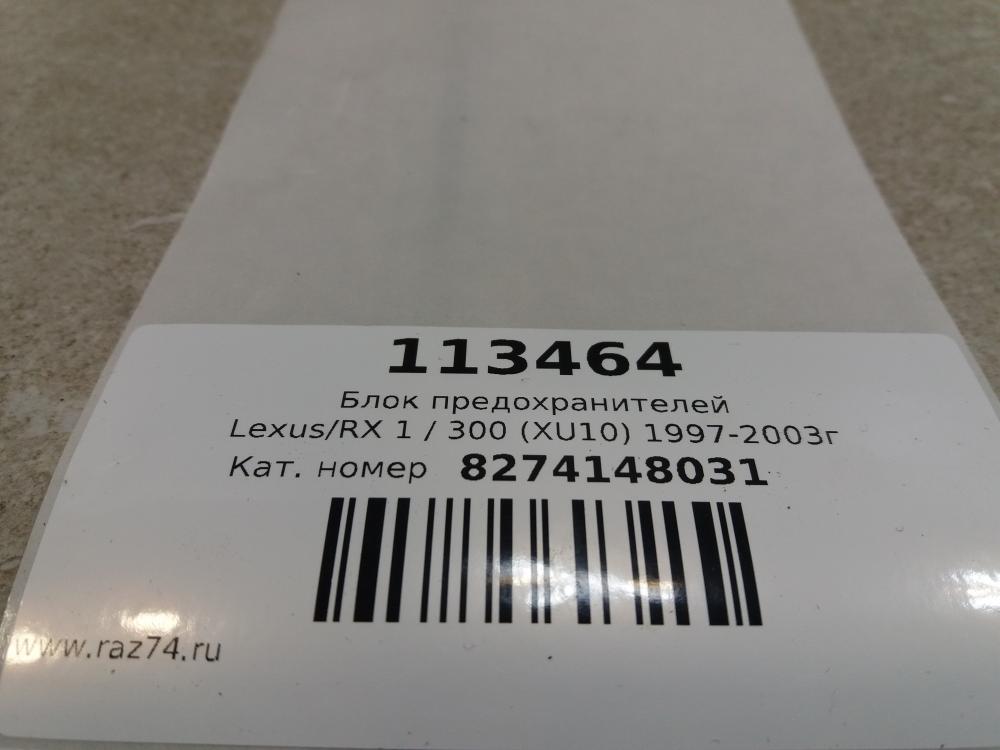 113464
Блок предохранителей
Lexus/RX 1 / 300 (XU10) 1997-2003г
Кат. номер 8274148031
www.raz74.ru